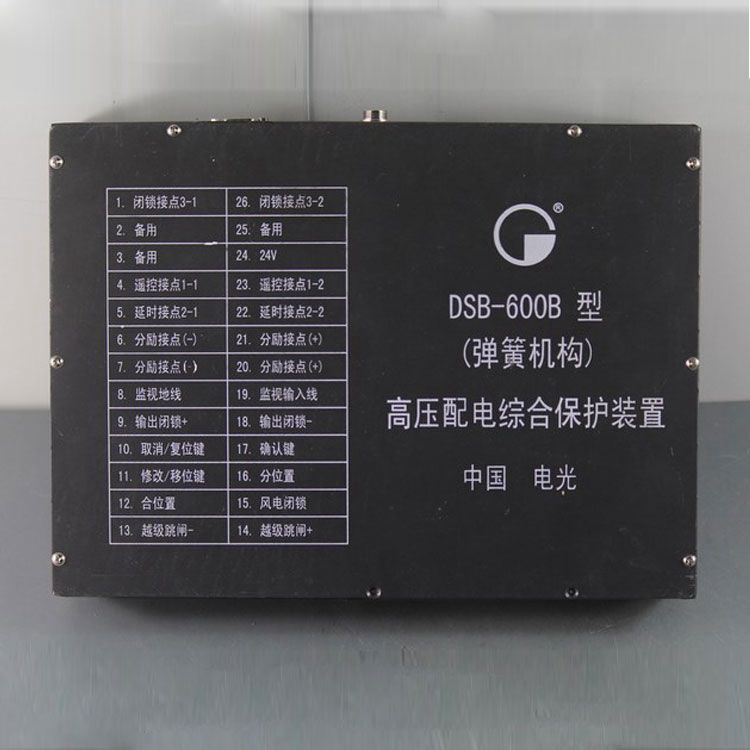 1. 闭锁接点3-1 26. 闭锁接点3-2
2. 备用 25. 备用
3. 备用 24. 24V
4. 遥控接点1-1 23. 遥控接点1-2
5. 延时接点2-1 22. 延时接点2-2
6. 分励接点(-) 21. 分励接点(+)
7. 分励接点(-) 20. 分励接点(+)
8. 监视地线 19. 监视输入线
9. 输出闭锁+ 18. 输出闭锁-
10. 取消/复位键 17. 确认键
11. 修改/移位键 16. 分位置
12. 合位置 15. 风电闭锁
13. 越级跳闸- 14. 越级跳闸+
®
DSB-600B 型
(弹簧机构)
高压配电综合保护装置
中国 电光